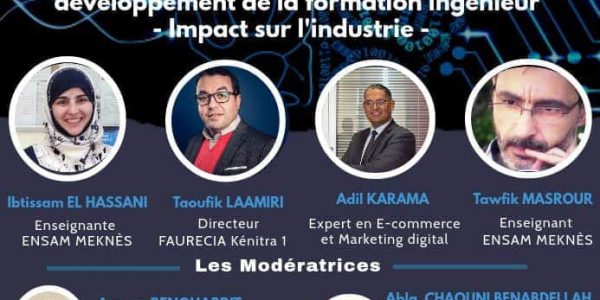 développement de la formation ingénieur
- Impact sur l'industrie -
Ibtissam EL HASSANI
Enseignante
ENSAM MEKNÈS
Taoufik LAAMIRI
Directeur
FAURECIA Kénitra 1
Adil KARAMA
Expert en E-commerce
et Marketing digital
Tawfik MASROUR
Enseignant
ENSAM MEKNÈS
Les Modératrices
Abla CHAOUNI BENABDELLAH